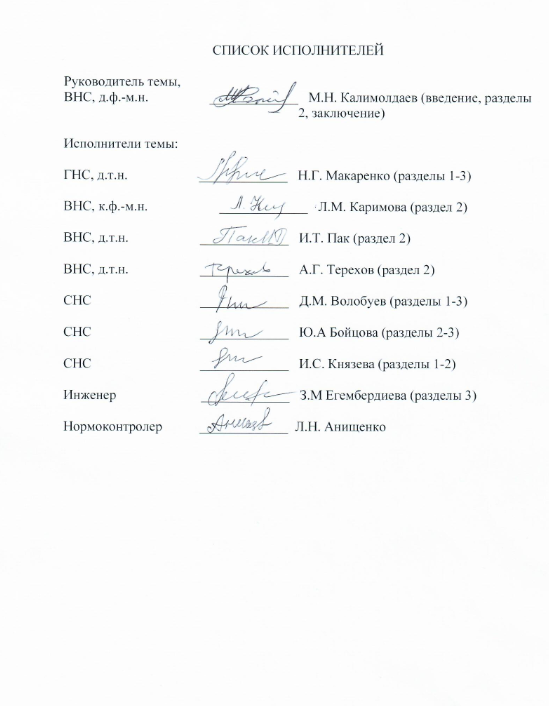 СПИСОК ИСПОЛНИТЕЛЕЙ
Руководитель темы,
ВНС, д.ф.-м.н. М.Н. Калимолдаев (введение, разделы
2, заключение)
Исполнители темы:
ГНС, д.т.н. Н.Г. Макаренко (разделы 1-3)
ВНС, к.ф.-м.н. Л.М. Каримова (раздел 2)
ВНС, д.т.н. И.Т. Пак (раздел 2)
ВНС, д.т.н. А.Г. Терехов (раздел 2)
СНС Д.М. Волобуев (разделы 1-3)
СНС Ю.А Бойцова (разделы 2-3)
СНС И.С. Князева (разделы 1-2)
Инженер З.М Егембердиева (разделы 3)
Нормоконтролер Л.Н. Анищенко